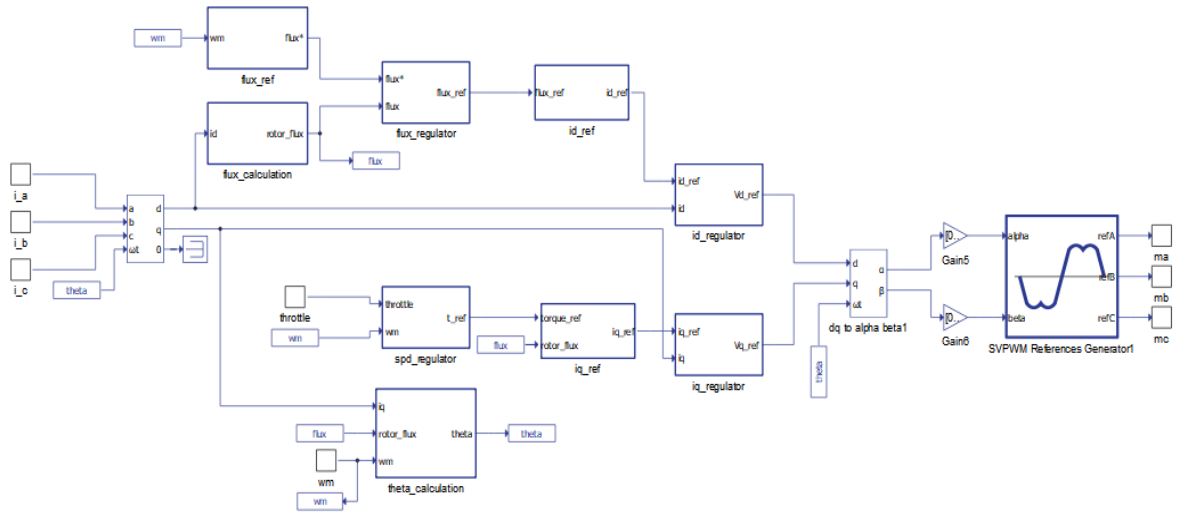 wm
wm
flux*
flux_ref
flux*
flux
flux_ref
flux_regulator
flux_ref
id_ref
id_ref
id
rotor_flux
flux_calculation
flux
i_a
i_b
i_c
a
b
c
ωt
d
q
0
theta
id_ref
id
Vd_ref
id_regulator
throttle
wm
throttle
wm
t_ref
spd_regulator
flux
torque_ref
rotor_flux
iq_ref
iq_ref
iq_ref
iq
Vq_ref
iq_regulator
d
q
ωt
α
β
dq to alpha beta1
theta
[0..
Gain5
[0..
Gain6
alpha
beta
refA
refB
refC
SVPWM References Generator1
ma
mb
mc
flux
wm
wm
iq
rotor_flux
wm
theta
theta_calculation
theta